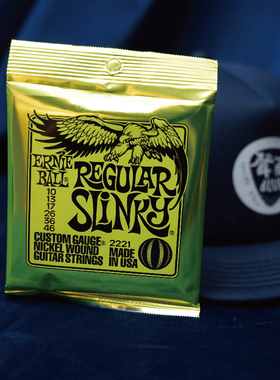 ERNIE BALL®
REGULAR
SLINKY®
10
13
17
26
36
46
CUSTOM GAUGE®
NICKEL WOUND
GUITAR STRINGS
2221
MADE IN
USA